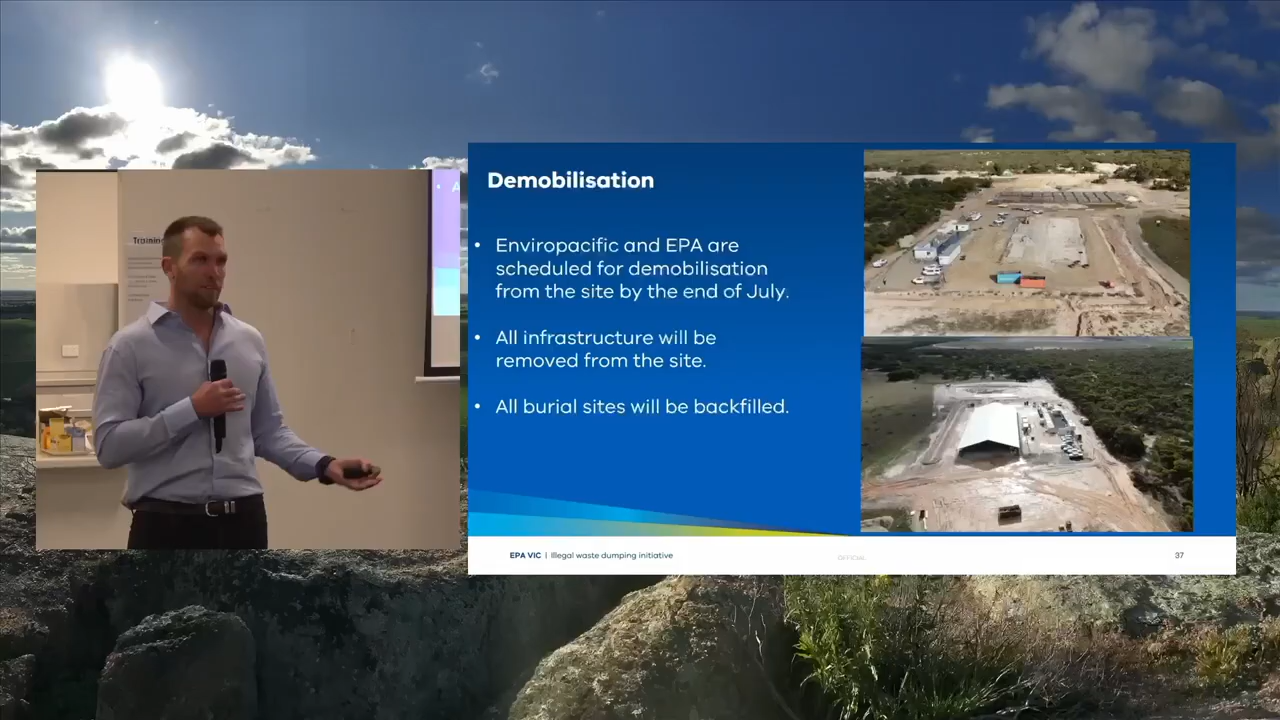 Training
Demobilisation
• Enviropacific and EPA are
scheduled for demobilisation
from the site by the end of July.
• All infrastructure will be
removed from the site.
• All burial sites will be backfilled.
EPA VIC | Illegal waste dumping initiative
OFFICIAL
37